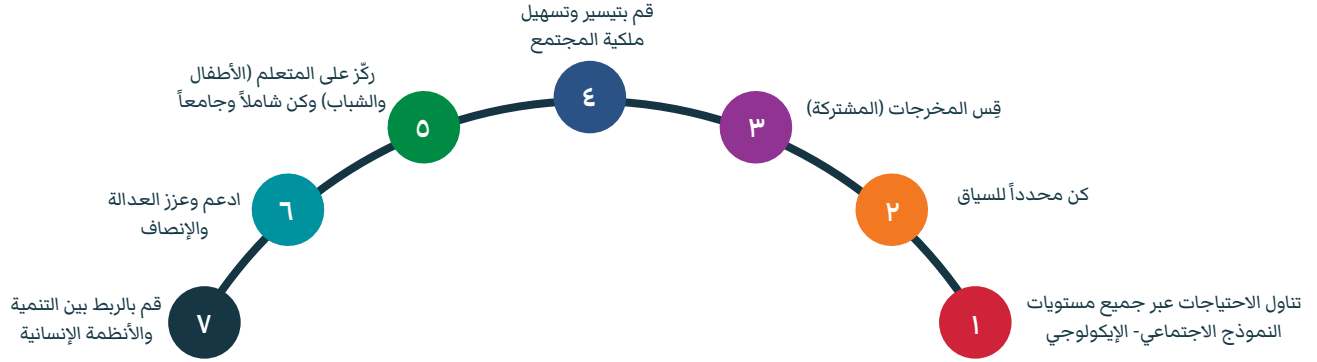 ١
تناول الاحتياجات عبر جميع مستويات
النموذج الاجتماعي- الإيكولوجي
٢
كن محدداً للسياق
٣
قِس المخرجات (المشتركة)
٤
قم بتيسير وتسهيل
ملكية المجتمع
٥
ركّز على المتعلم (الأطفال
والشباب) وكن شاملاً وجامعاً
٦
ادعم وعزز العدالة
والإنصاف
٧
قم بالربط بين التنمية
والأنظمة الإنسانية